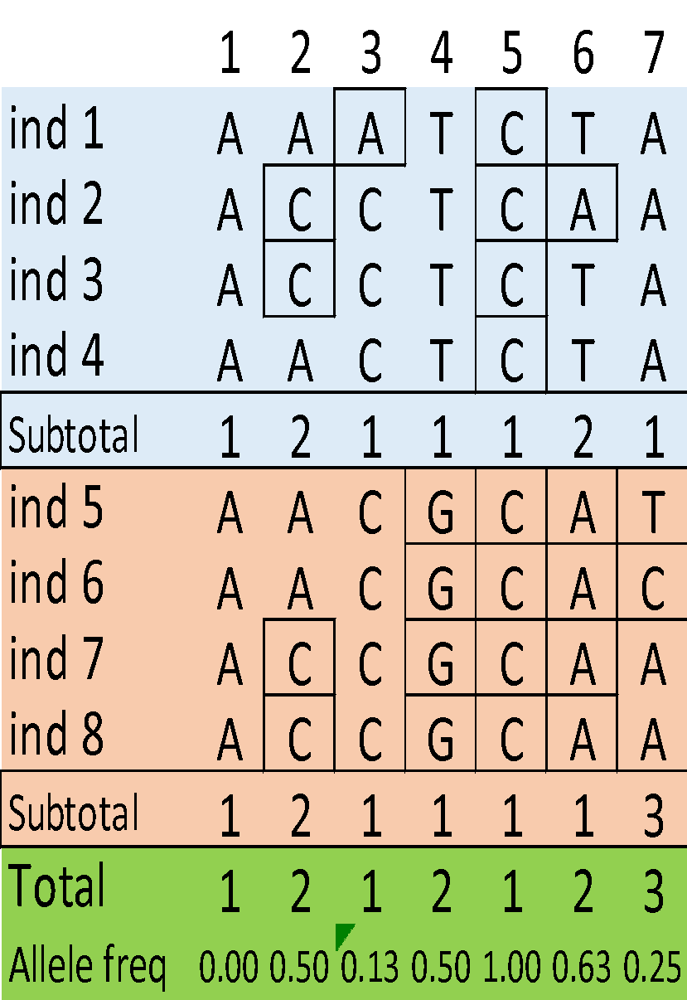 1 2 3 4 5 6 7
ind 1 A A A T C T A
ind 2 A C C T C A A
ind 3 A C C T C T A
ind 4 A A C T C T A
Subtotal 1 2 1 1 1 2 1
ind 5 A A C G C A T
ind 6 A A C G C A C
ind 7 A C C G C A A
ind 8 A C C G C A A
Subtotal 1 2 1 1 1 1 3
Total 1 2 1 2 1 2 3
Allele freq 0.00 0.50 0.13 0.50 1.00 0.63 0.25